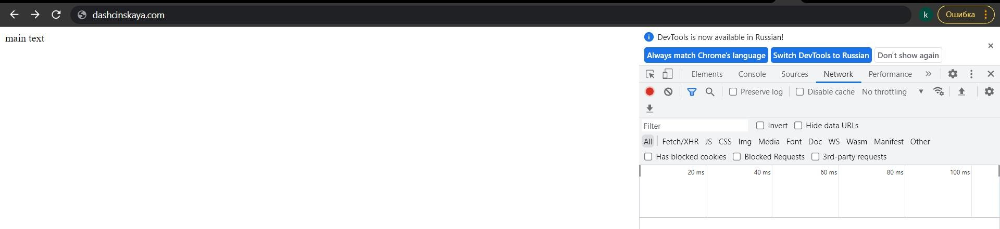 dashcinskaya.com
k
Ошибка
main text
DevTools is now available in Russian!
Always match Chrome's language
Switch DevTools to Russian
Don't show again
Elements Console Sources Network Performance »
Preserve log Disable cache No throttling
Filter Invert Hide data URLs
All Fetch/XHR JS CSS Img Media Font Doc WS Wasm Manifest Other
Has blocked cookies Blocked Requests 3rd-party requests
20 ms 40 ms 60 ms 80 ms 100 ms